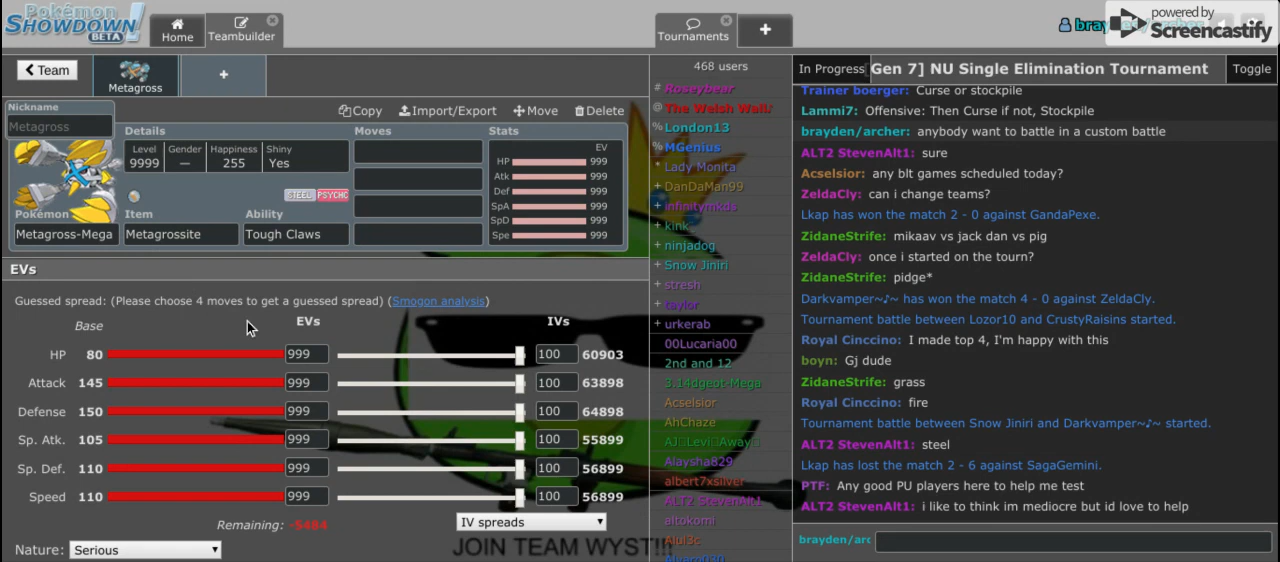 Pokémon
SHOWDOWN!
BETA
Home
Teambuilder
Tournaments
powered by
Screencastify
Team
Metagross
468 users
In Progress
[Gen 7] NU Single Elimination Tournament
Toggle
Nickname
Metagross
Copy
Import/Export
Move
Delete
Details
Moves
Stats
Level
Gender
Happiness
Shiny
9999
—
255
Yes
EV
HP 999
Atk 999
Def 999
SpA 999
SpD 999
Spe 999
STEEL PSYCHC
Pokémon
Item
Ability
Metagross-Mega
Metagrossite
Tough Claws
EVs
Guessed spread: (Please choose 4 moves to get a guessed spread) (Smogon analysis)
Base
EVs
IVs
HP 80 999 100 60903
Attack 145 999 100 63898
Defense 150 999 100 64898
Sp. Atk. 105 999 100 55899
Sp. Def. 110 999 100 56899
Speed 110 999 100 56899
Remaining: -5484
IV spreads
Nature: Serious
JOIN TEAM WYST!!!
# Roseybear
@ The Welsh Wall
% London13
% MGenius
* Lady Monita
+ DanDaMan99
+ infinitymkds
+ kink
+ ninjadog
+ Snow Jiniri
+ stresh
+ taylor
+ urkerab
00Lucaria00
2nd and 12
3.14dgeot-Mega
Acselsior
AhChaze
Alaysha829
albert7xsilver
ALT2 StevenAlt1
altokomi
Alul3c
Trainer boerger: Curse or stockpile
Lammi7: Offensive: Then Curse if not, Stockpile
brayden/archer: anybody want to battle in a custom battle
ALT2 StevenAlt1: sure
Acselsior: any blt games scheduled today?
ZeldaCly: can i change teams?
Lkap has won the match 2 - 0 against GandaPexe.
ZidaneStrife: mikaav vs jack dan vs pig
ZeldaCly: once i started on the tourn?
ZidaneStrife: pidge*
Darkvamper~♪~ has won the match 4 - 0 against ZeldaCly.
Tournament battle between Lozor10 and CrustyRaisins started.
Royal Cinccino: I made top 4, I'm happy with this
boyn: Gj dude
ZidaneStrife: grass
Royal Cinccino: fire
Tournament battle between Snow Jiniri and Darkvamper~♪~ started.
ALT2 StevenAlt1: steel
Lkap has lost the match 2 - 6 against SagaGemini.
PTF: Any good PU players here to help me test
ALT2 StevenAlt1: i like to think im mediocre but id love to help
brayden/arc